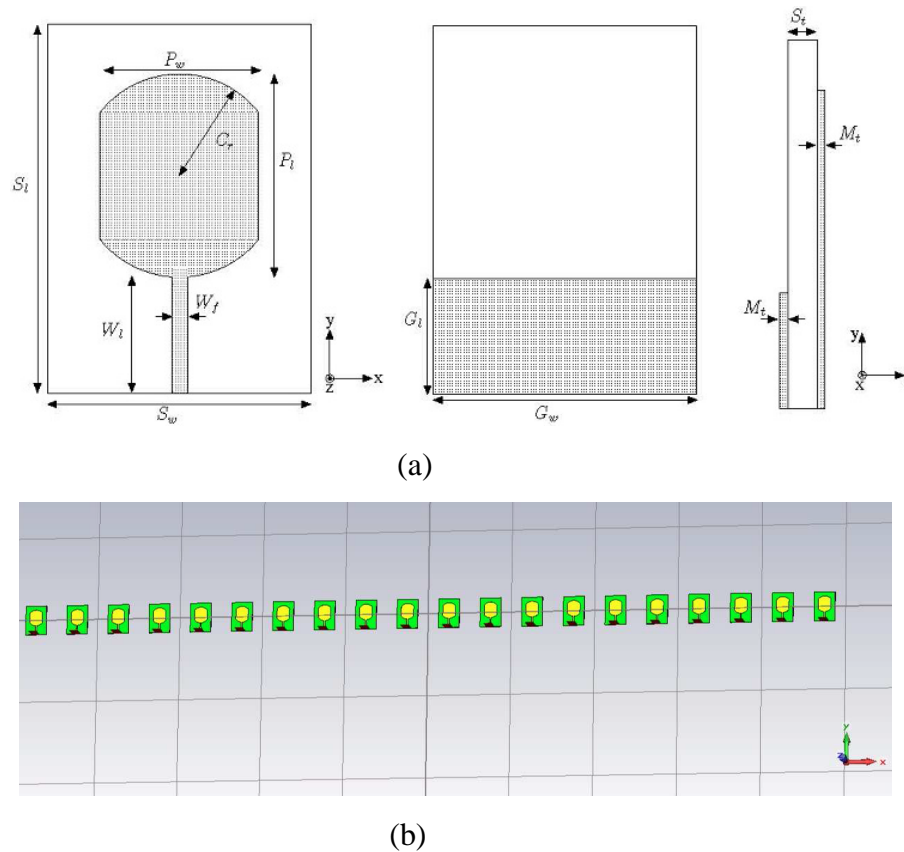 P_w
C_r
P_l
S_l
W_l
W_f
y
z
x
S_w
G_l
G_w
S_t
M_t
M_t
y
x
(a)
Y
Z
x
(b)